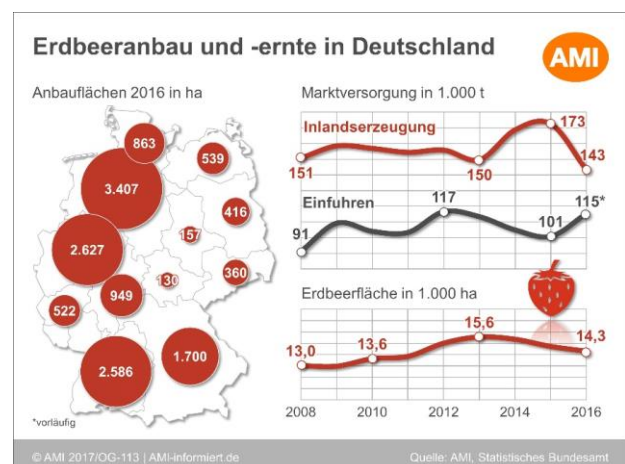 Erdbeeranbau und -ernte in Deutschland
AMI
Anbauflächen 2016 in ha
863
539
3.407
416
2.627
157
360
130
949
522
1.700
2.586
*vorläufig
Marktversorgung in 1.000 t
Inlandserzeugung
173
151
150
143
Einfuhren
117
115*
91
101
Erdbeerfläche in 1.000 ha
15,6
14,3
13,0
13,6
2008
2010
2012
2014
2016
© AMI 2017/OG-113 | AMI-informiert.de
Quelle: AMI, Statistisches Bundesamt